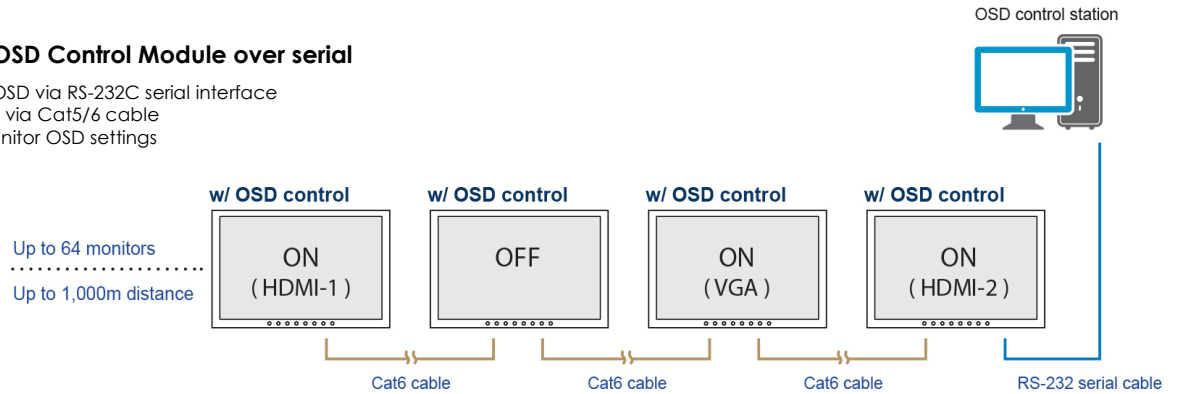 OSD control station
OSD Control Module over serial
OSD via RS-232C serial interface
via Cat5/6 cable
nitor OSD settings
w/ OSD control
w/ OSD control
w/ OSD control
w/ OSD control
Up to 64 monitors
Up to 1,000m distance
ON
( HDMI-1 )
OFF
ON
( VGA )
ON
( HDMI-2 )
Cat6 cable
Cat6 cable
Cat6 cable
RS-232 serial cable